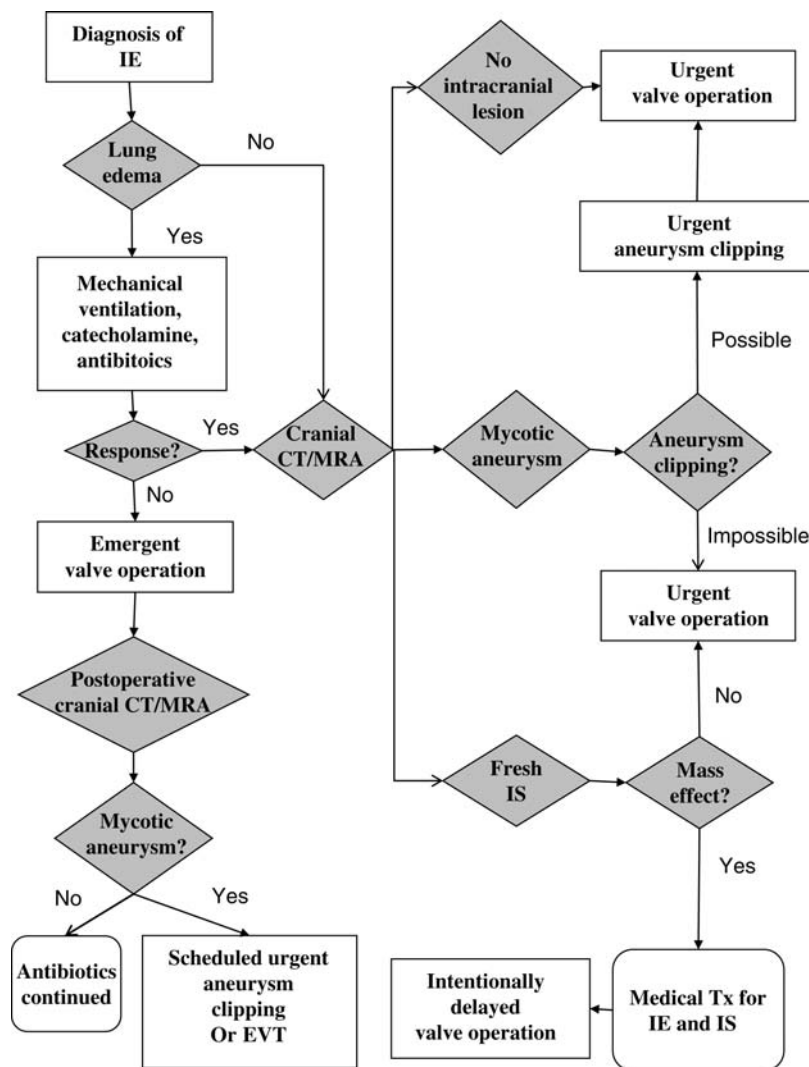 Diagnosis of
IE
Lung
edema
No
Yes
Mechanical
ventilation,
catecholamine,
antibitoics
Response?
Yes
No
Emergent
valve operation
Postoperative
cranial CT/MRA
Mycotic
aneurysm?
No
Yes
Antibiotics
continued
Scheduled urgent
aneurysm
clipping
Or EVT
Cranial
CT/MRA
No
intracranial
lesion
Urgent
valve operation
Urgent
aneurysm clipping
Possible
Mycotic
aneurysm
Aneurysm
clipping?
Impossible
Urgent
valve operation
No
Fresh
IS
Mass
effect?
Yes
Medical Tx for
IE and IS
Intentionally
delayed
valve operation